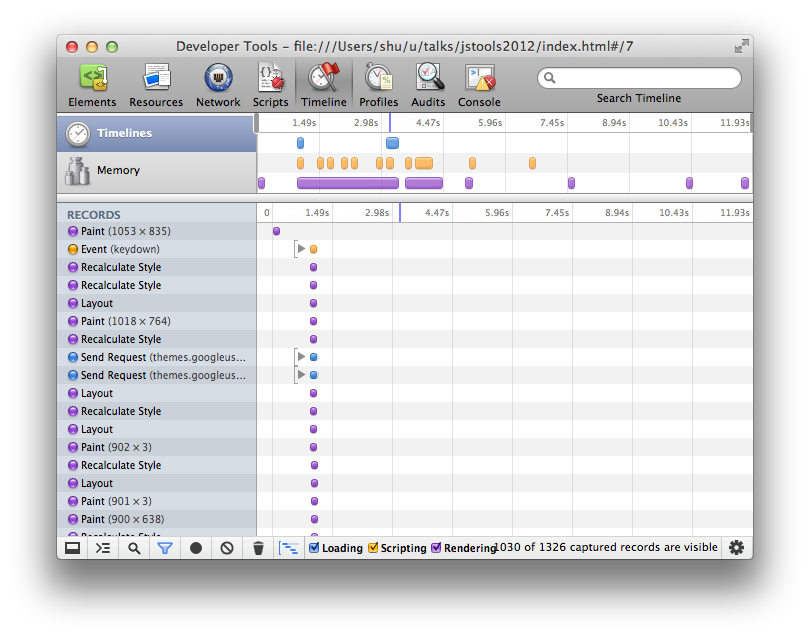 Developer Tools – file:///Users/shu/u/talks/jstools2012/index.html#/7
Elements Resources Network Scripts Timeline Profiles Audits Console
Search Timeline
Timelines
Memory
1.49s 2.98s 4.47s 5.96s 7.45s 8.94s 10.43s 11.93s
RECORDS 0 1.49s 2.98s 4.47s 5.96s 7.45s 8.94s 10.43s 11.93s
Paint (1053 × 835)
Event (keydown)
Recalculate Style
Recalculate Style
Layout
Paint (1018 × 764)
Recalculate Style
Send Request (themes.googleus...
Send Request (themes.googleus...
Layout
Recalculate Style
Layout
Paint (902 × 3)
Recalculate Style
Layout
Paint (901 × 3)
Paint (900 × 638)
Recalculate Style
Loading Scripting Rendering 1030 of 1326 captured records are visible